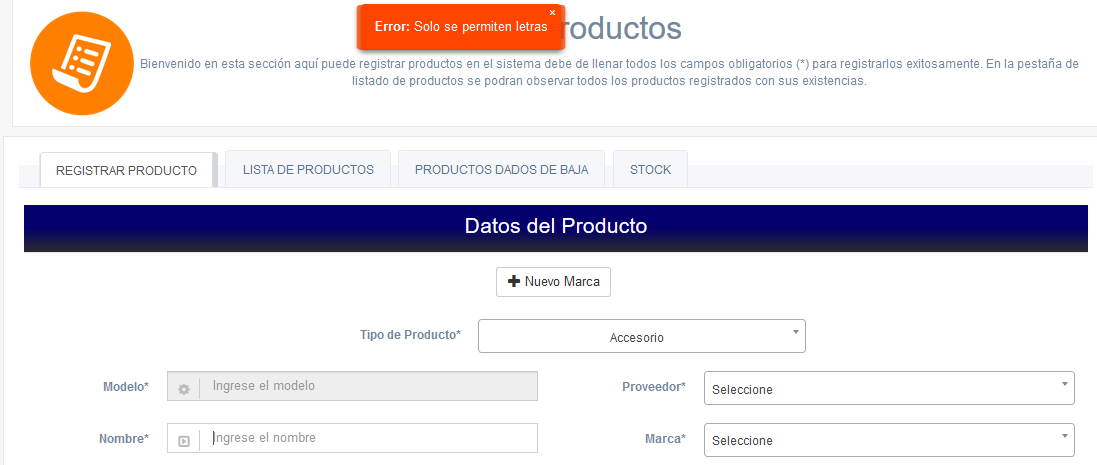 Error: Solo se permiten letras ×
roductos
Bienvenido en esta sección aquí puede registrar productos en el sistema debe de llenar todos los campos obligatorios (*) para registrarlos exitosamente. En la pestaña de
listado de productos se podran observar todos los productos registrados con sus existencias.
REGISTRAR PRODUCTO LISTA DE PRODUCTOS PRODUCTOS DADOS DE BAJA STOCK
Datos del Producto
Nuevo Marca
Tipo de Producto* Accesorio
Modelo* Ingrese el modelo Proveedor* Seleccione
Nombre* Ingrese el nombre Marca* Seleccione